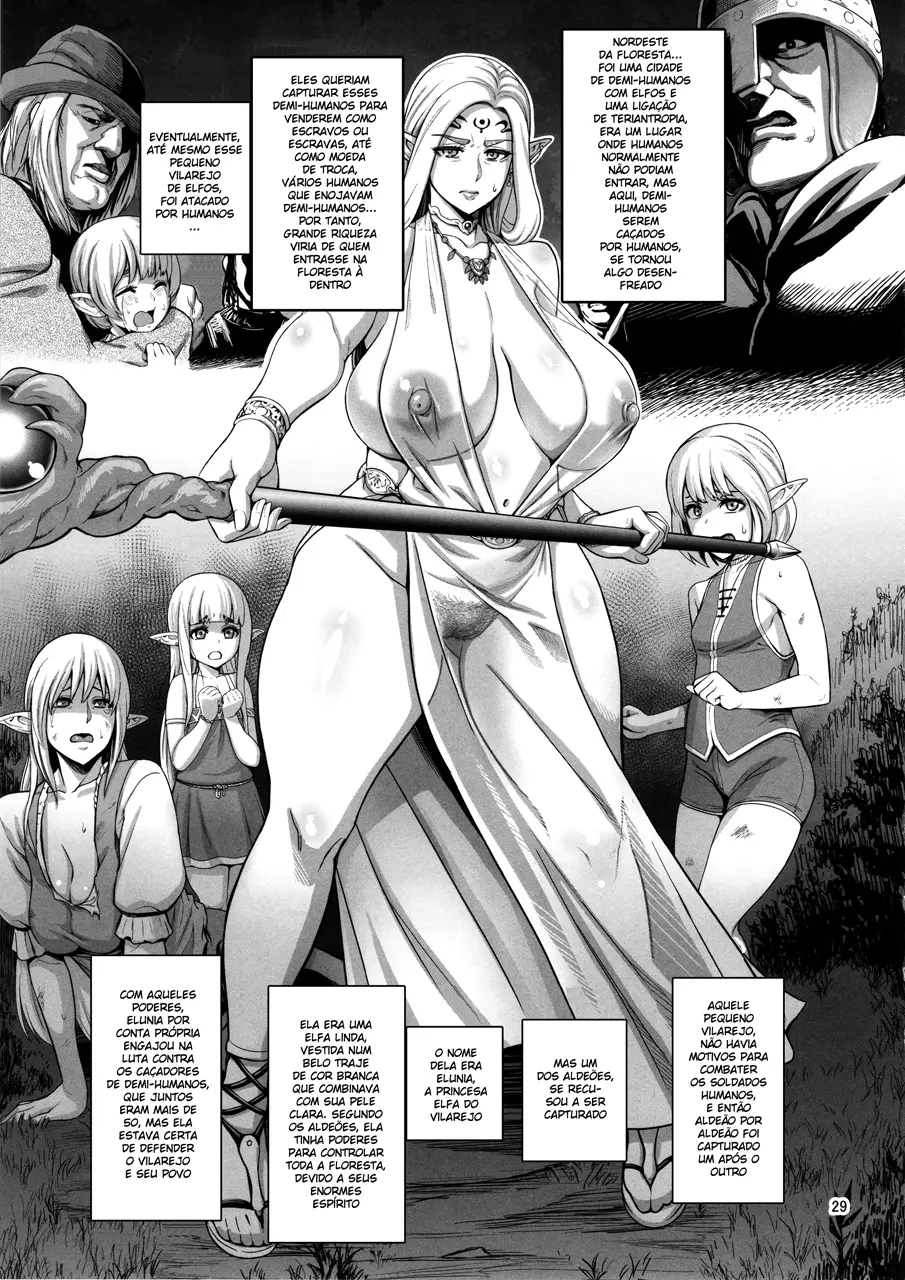 NORDESTE
DA FLORESTA...
FOI UMA CIDADE
DE DEMI-HUMANOS
COM ELFOS E
UMA LIGAÇÃO
DE TERIANTROPIA,
ERA UM LUGAR
ONDE HUMANOS
NORMALMENTE
NÃO PODIAM
ENTRAR, MAS
AQUI, DEMI-
HUMANOS
SEREM
CAÇADOS
POR HUMANOS,
SE TORNOU
ALGO DESEN-
FREADO
ELES QUERIAM
CAPTURAR ESSES
DEMI-HUMANOS PARA
VENDEREM COMO
ESCRAVOS OU
ESCRAVAS, ATÉ
COMO MOEDA
DE TROCA,
VÁRIOS HUMANOS
QUE ENOJAVAM
DEMI-HUMANOS...
POR TANTO,
GRANDE RIQUEZA
VIRIA DE QUEM
ENTRASSE NA
FLORESTA À
DENTRO
EVENTUALMENTE,
ATÉ MESMO ESSE
PEQUENO
VILAREJO
DE ELFOS,
FOI ATACADO
POR HUMANOS
...
AQUELE
PEQUENO
VILAREJO,
NÃO HAVIA
MOTIVOS PARA
COMBATER
OS SOLDADOS
HUMANOS,
E ENTÃO
ALDEÃO POR
ALDEÃO FOI
CAPTURADO
UM APÓS O
OUTRO
MAS UM
DOS ALDEÕES,
SE RECU-
SOU A SER
CAPTURADO
O NOME
DELA ERA
ELUNIA,
A PRINCESA
ELFA DO
VILAREJO
ELA ERA UMA
ELFA LINDA,
VESTIDA NUM
BELO TRAJE
DE COR BRANCA
QUE COMBINAVA
COM SUA PELE
CLARA. SEGUNDO
OS ALDEÕES, ELA
TINHA PODERES
PARA CONTROLAR
TODA A FLORESTA,
DEVIDO A SEUS
ENORMES
ESPÍRITO
COM AQUELES
PODERES,
ELUNIA POR
CONTA PRÓPRIA
ENGAJOU NA
LUTA CONTRA
OS CAÇADORES
DE DEMI-HUMANOS,
QUE JUNTOS
ERAM MAIS DE
50, MAS ELA
ESTAVA CERTA
DE DEFENDER
O VILAREJO
E SEU POVO
29